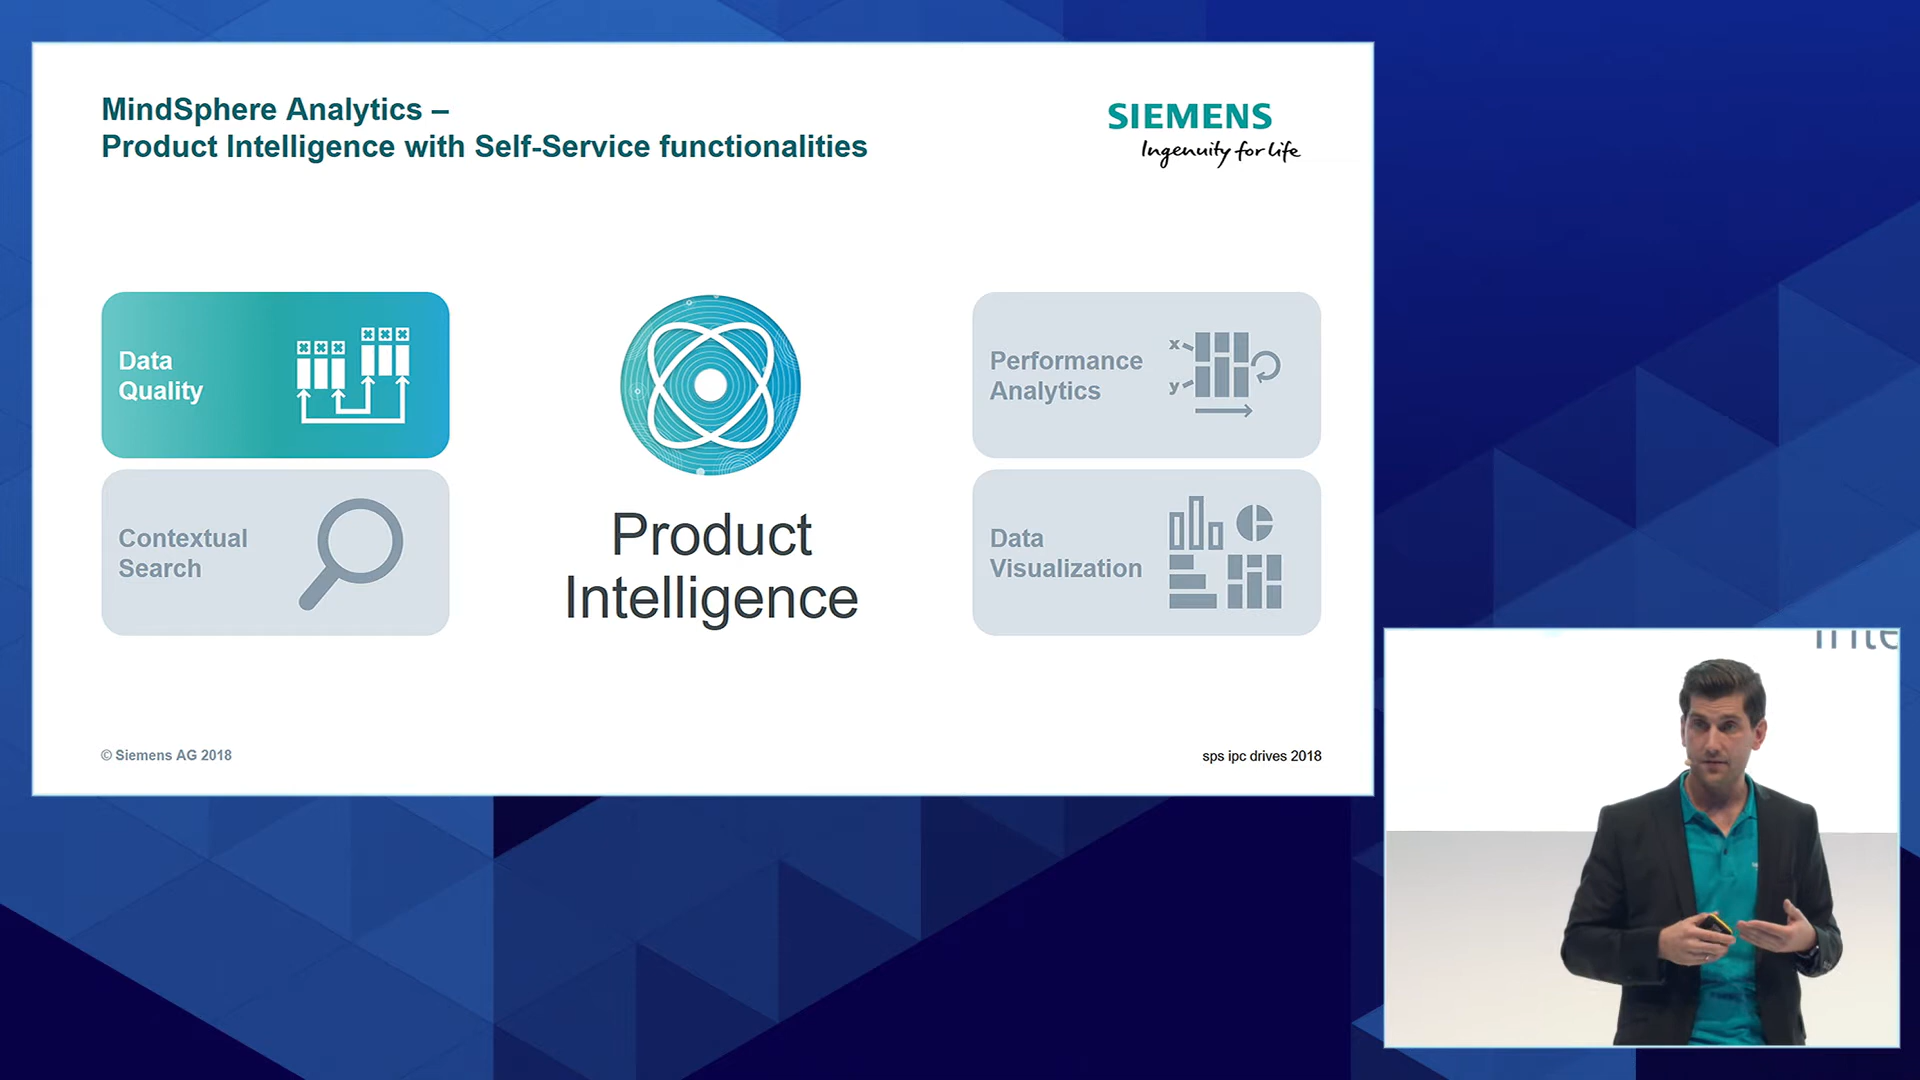 MindSphere Analytics –
Product Intelligence with Self-Service functionalities
SIEMENS
Ingenuity for life
Data
Quality
Contextual
Search
Product
Intelligence
Performance
Analytics
x
y
Data
Visualization
© Siemens AG 2018
sps ipc drives 2018
Inte